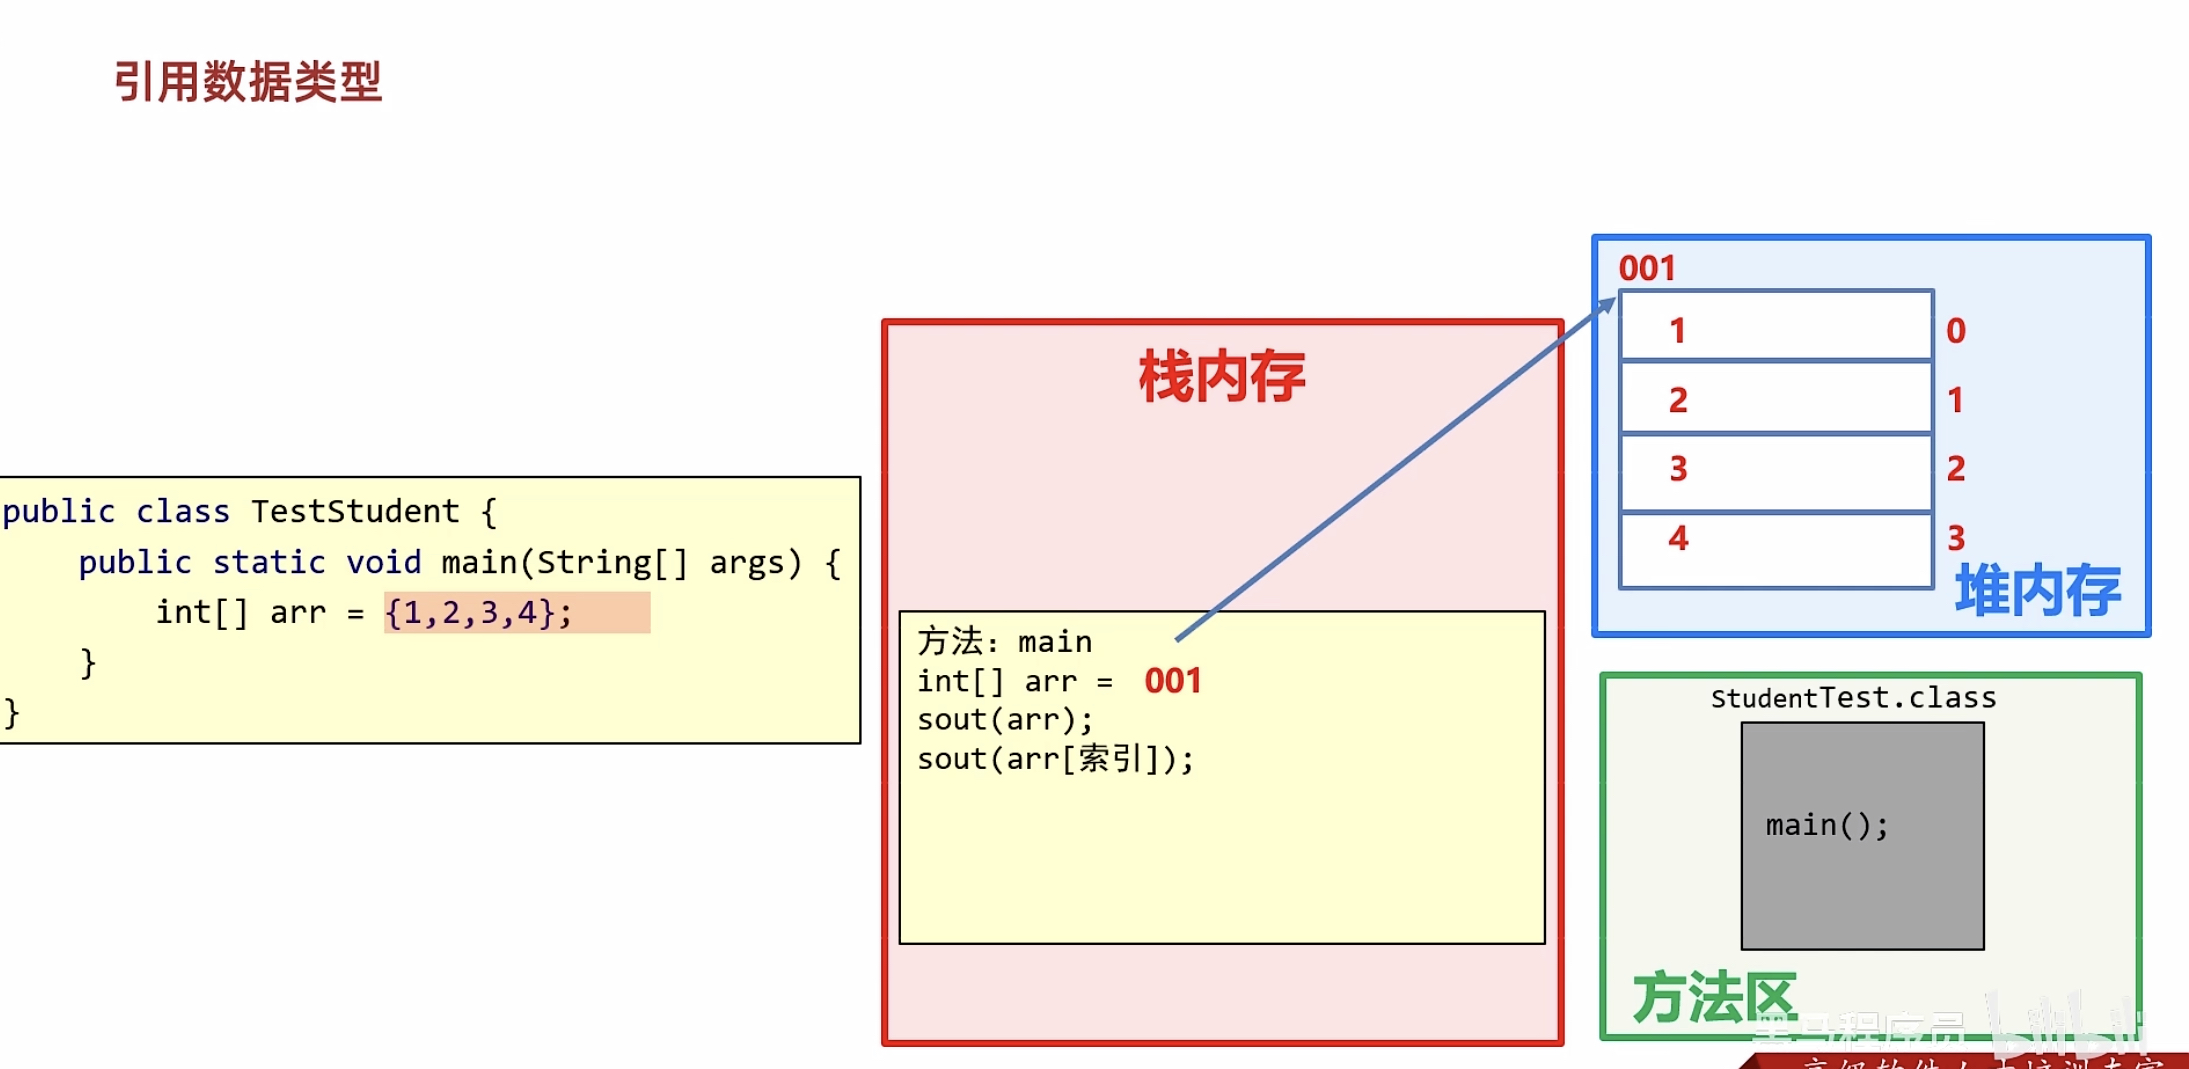 引用数据类型
public class TestStudent {
public static void main(String[] args) {
int[] arr = {1,2,3,4};
}
}
栈内存
方法：main
int[] arr = 001
sout(arr);
sout(arr[索引]);
001
1 0
2 1
3 2
4 3
堆内存
StudentTest.class
main();
方法区
黑马程序员 bilibili